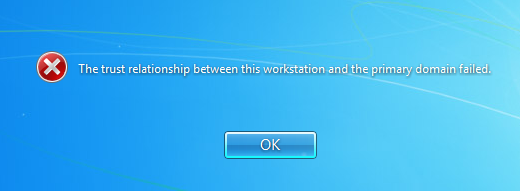 The trust relationship between this workstation and the primary domain failed.
OK